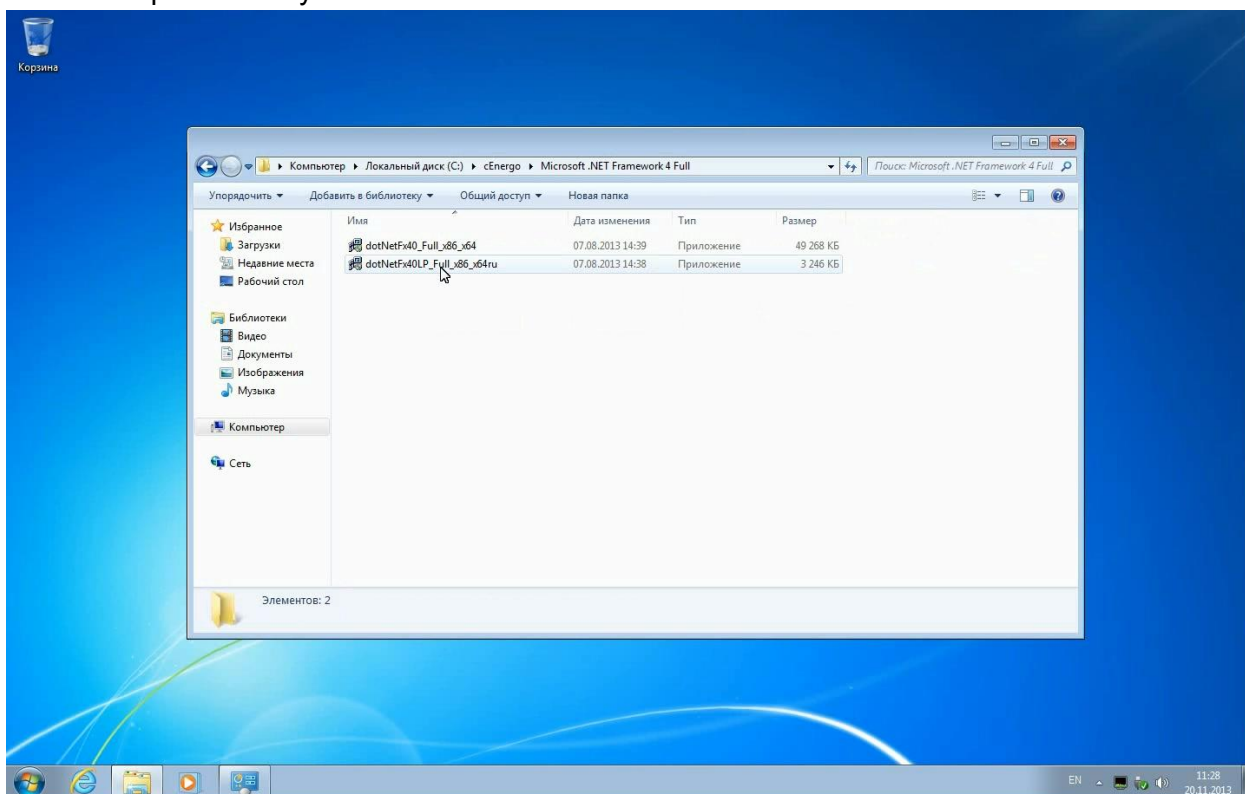 Корзина
Компьютер ▸ Локальный диск (C:) ▸ cEnergo ▸ Microsoft .NET Framework 4 Full
Поиск: Microsoft .NET Framework 4 Full
Упорядочить ▾ Добавить в библиотеку ▾ Общий доступ ▾ Новая папка
Избранное
Загрузки
Недавние места
Рабочий стол
Библиотеки
Видео
Документы
Изображения
Музыка
Компьютер
Сеть
Имя Дата изменения Тип Размер
dotNetFx40_Full_x86_x64 07.08.2013 14:39 Приложение 49 268 КБ
dotNetFx40LP_Full_x86_x64ru 07.08.2013 14:38 Приложение 3 246 КБ
Элементов: 2
EN
11:28
20.11.2013